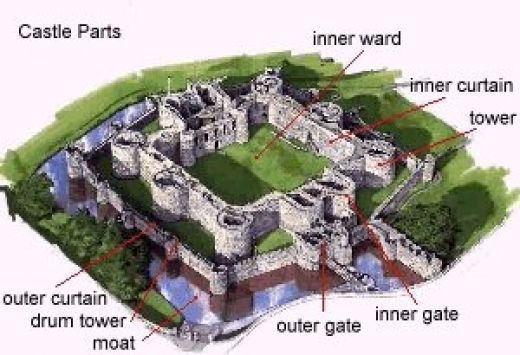 Castle Parts
inner ward
inner curtain
tower
outer curtain
drum tower
moat
outer gate
inner gate